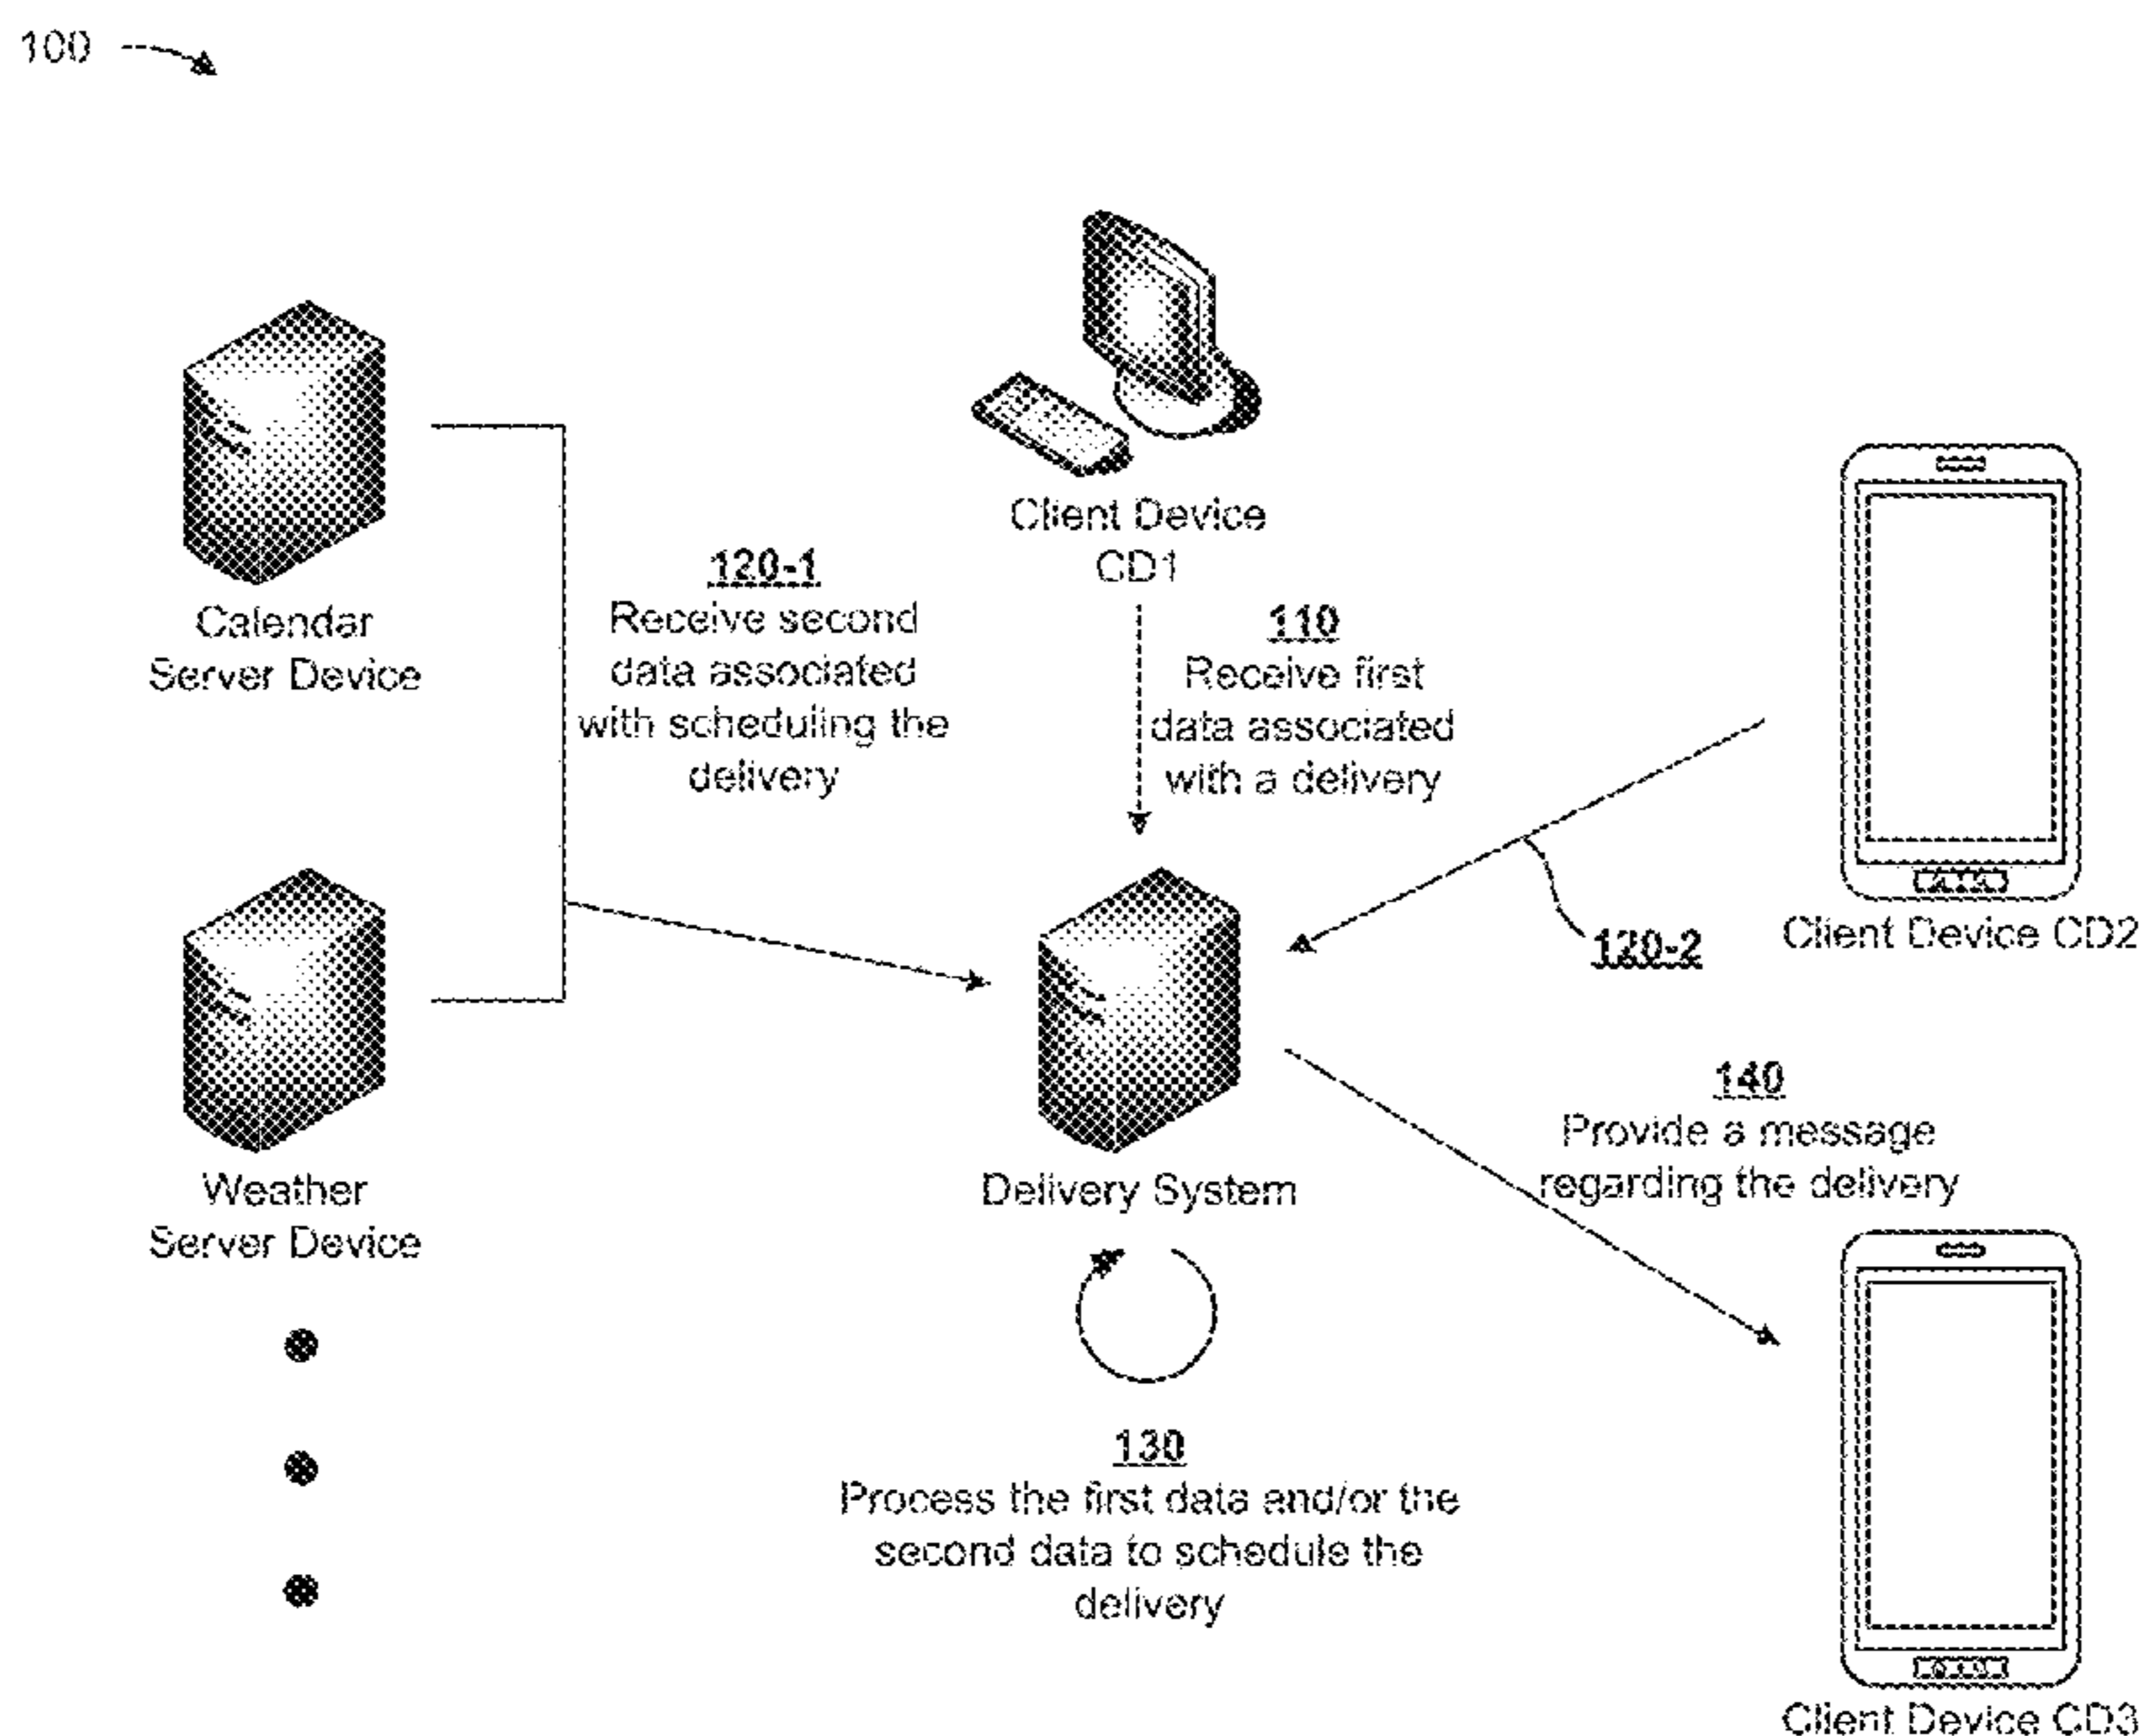 100
Client Device
CD1
120-1
Receive second
data associated
with scheduling the
delivery
110
Receive first
data associated
with a delivery
Calendar
Server Device
120-2
Client Device CD2
Weather
Server Device
Delivery System
140
Provide a message
regarding the delivery
130
Process the first data and/or the
second data to schedule the
delivery
Client Device CD3